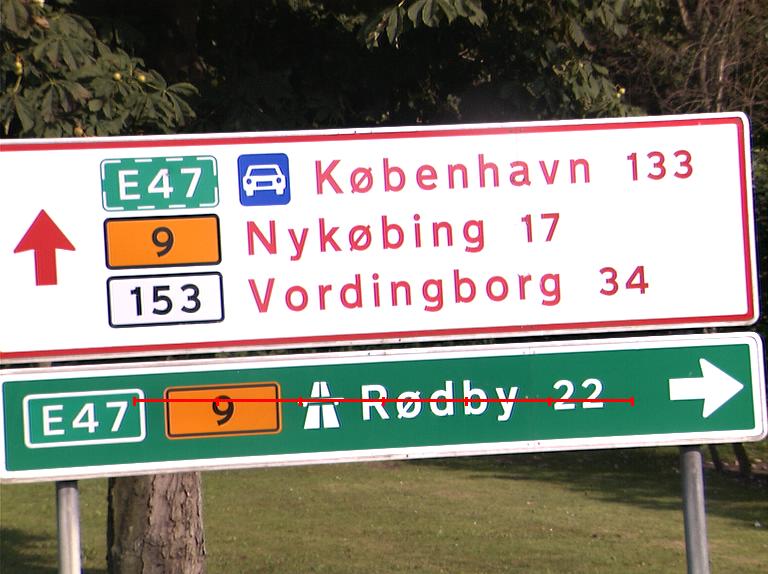 E47 København 133
9 Nykøbing 17
153 Vordingborg 34
E47 9 Rødby 22